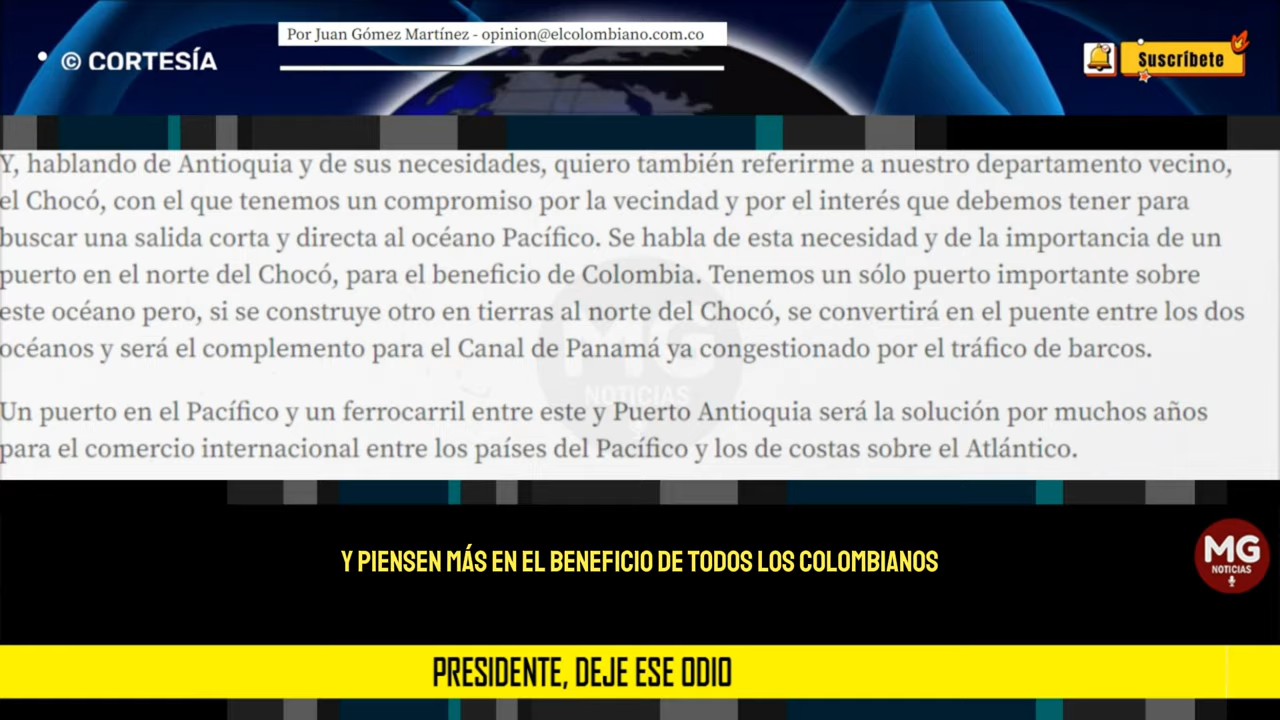 Por Juan Gómez Martínez - opinion@elcolombiano.com.co
© CORTESÍA
Suscríbete
Y, hablando de Antioquia y de sus necesidades, quiero también referirme a nuestro departamento vecino,
el Chocó, con el que tenemos un compromiso por la vecindad y por el interés que debemos tener para
buscar una salida corta y directa al océano Pacífico. Se habla de esta necesidad y de la importancia de un
puerto en el norte del Chocó, para el beneficio de Colombia. Tenemos un sólo puerto importante sobre
este océano pero, si se construye otro en tierras al norte del Chocó, se convertirá en el puente entre los dos
océanos y será el complemento para el Canal de Panamá ya congestionado por el tráfico de barcos.
MG
NOTICIAS
Un puerto en el Pacífico y un ferrocarril entre este y Puerto Antioquia será la solución por muchos años
para el comercio internacional entre los países del Pacífico y los de costas sobre el Atlántico.
Y PIENSEN MÁS EN EL BENEFICIO DE TODOS LOS COLOMBIANOS
MG
NOTICIAS
PRESIDENTE, DEJE ESE ODIO